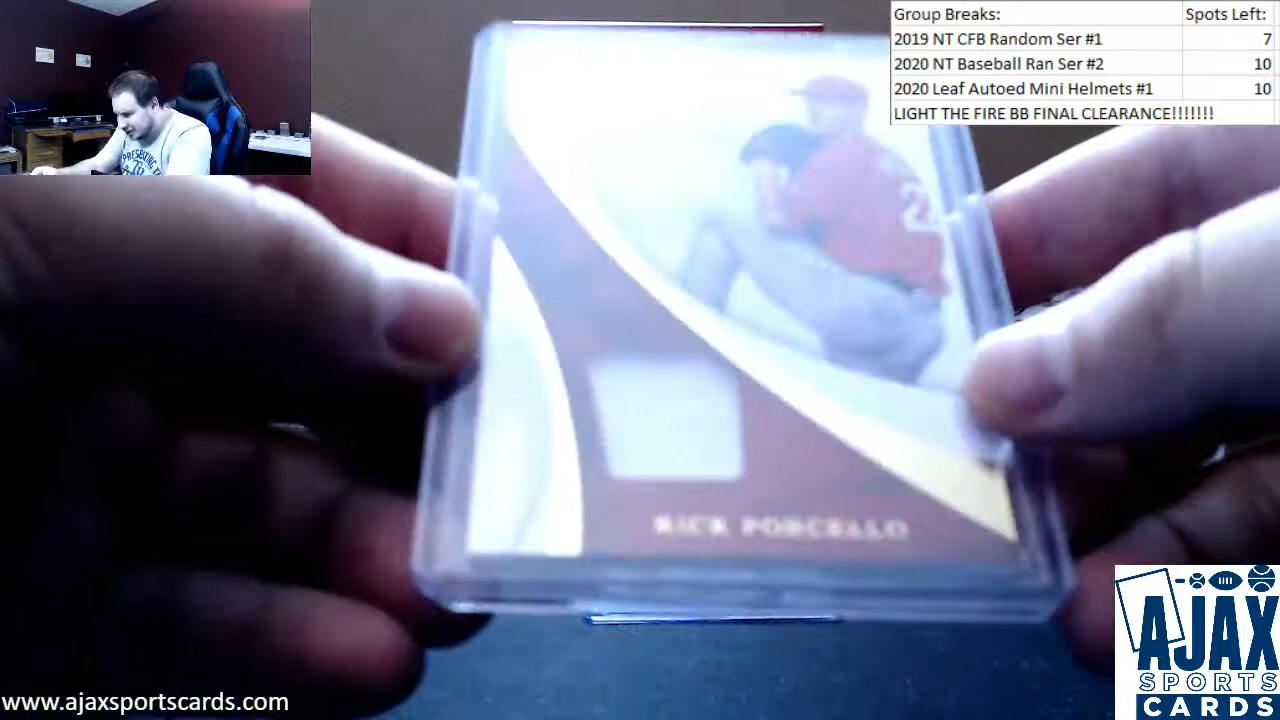 Group Breaks: Spots Left:
2019 NT CFB Random Ser #1 7
2020 NT Baseball Ran Ser #2 10
2020 Leaf Autoed Mini Helmets #1 10
LIGHT THE FIRE BB FINAL CLEARANCE!!!!!!!
PRESENTING
2
RICK PORCELLO
www.ajaxsportscards.com
AJAX
SPORTS
CARDS